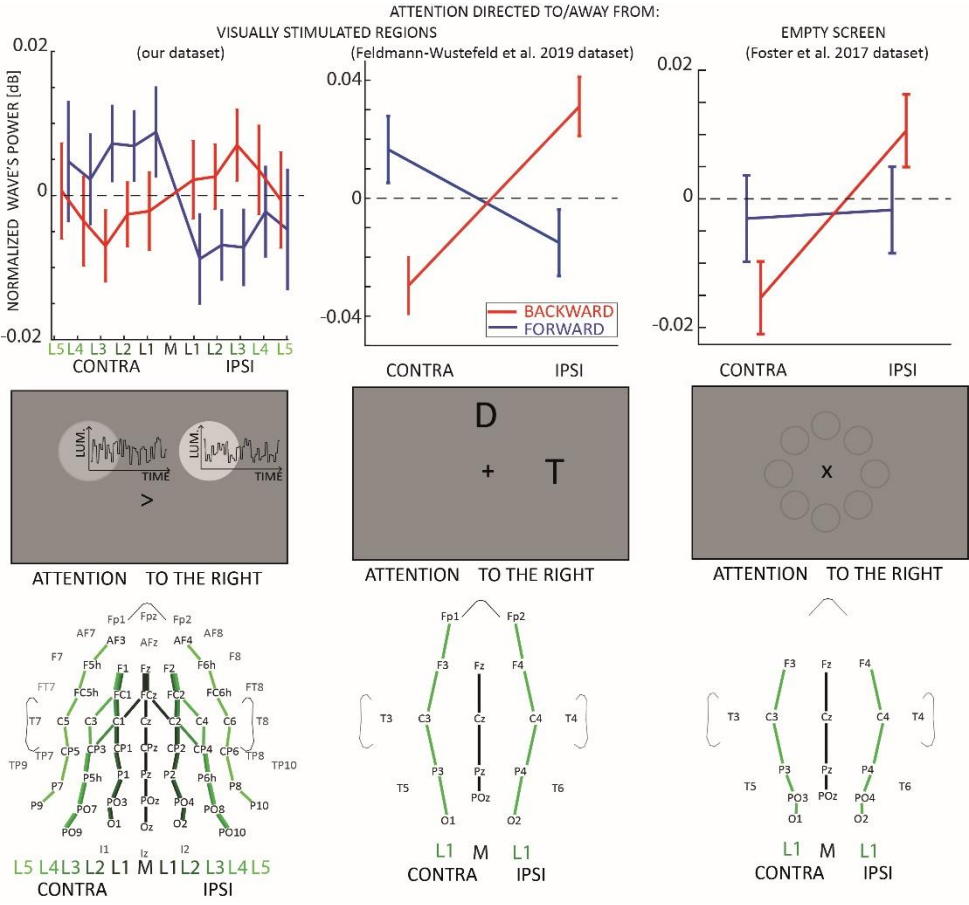 ATTENTION DIRECTED TO/AWAY FROM:
VISUALLY STIMULATED REGIONS
EMPTY SCREEN
(our dataset)
(Feldmann-Wustefeld et al. 2019 dataset)
(Foster et al. 2017 dataset)
NORMALIZED WAVE'S POWER [dB]
0.02
0
-0.02
L5 L4 L3 L2 L1 M L1 L2 L3 L4 L5
CONTRA IPSI
0.04
0
-0.04
BACKWARD
FORWARD
CONTRA IPSI
0.02
0
-0.02
CONTRA IPSI
LUM.
TIME
LUM.
TIME
>
ATTENTION TO THE RIGHT
D
+ T
ATTENTION TO THE RIGHT
x
ATTENTION TO THE RIGHT
Fp1 Fpz Fp2
AF7 AF3 AFz AF4 AF8
F7 F5h F1 Fz F2 F6h F8
FT7 FC5h FC1 FCz FC2 FC6h FT8
T7 C5 C3 C1 Cz C2 C4 C6 T8
TP9 TP7 CP5 CP3 CP1 CPz CP2 CP4 CP6 TP8 TP10
P9 P7 P5h P1 Pz P2 P6h P8 P10
PO7 PO3 POz PO4 PO8
PO9 O1 Oz O2 PO10
I1 Iz I2
L5 L4 L3 L2 L1 M L1 L2 L3 L4 L5
CONTRA IPSI
Fp1 Fp2
F3 Fz F4
T3 C3 Cz C4 T4
P3 Pz P4
T5 POz T6
O1 O2
L1 M L1
CONTRA IPSI
F3 Fz F4
T3 C3 Cz C4 T4
P3 Pz P4
T5 PO3 POz PO4 T6
O1 O2
L1 M L1
CONTRA IPSI